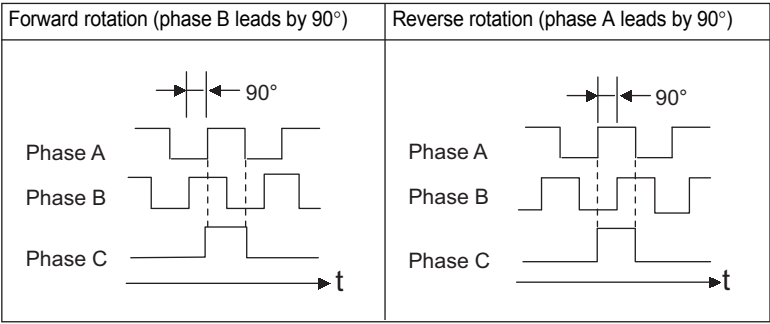 Forward rotation (phase B leads by 90°)
90°
Phase A
Phase B
Phase C
t
Reverse rotation (phase A leads by 90°)
90°
Phase A
Phase B
Phase C
t